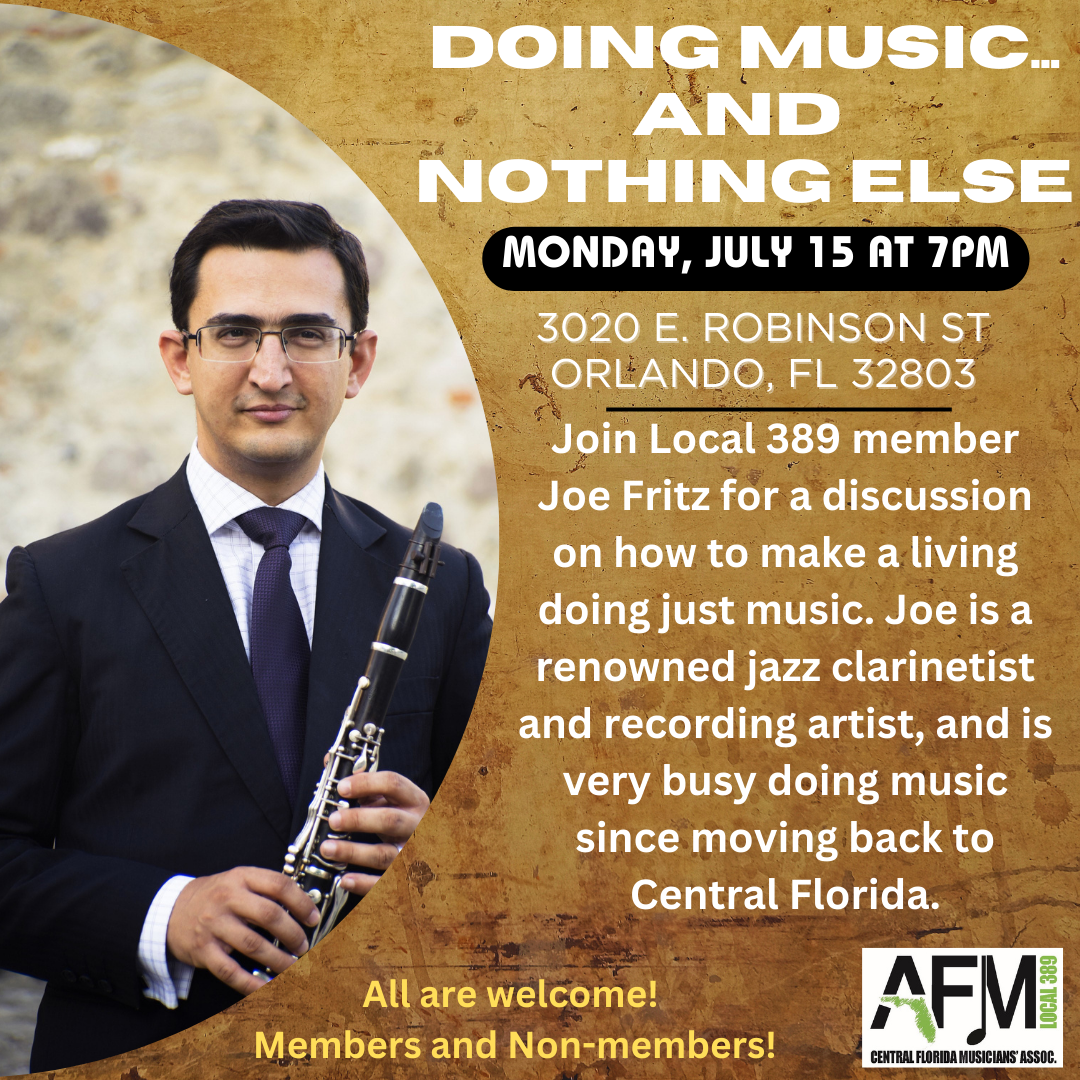 DOING MUSIC...
AND
NOTHING ELSE
MONDAY, JULY 15 AT 7PM
3020 E. ROBINSON ST
ORLANDO, FL 32803
Join Local 389 member
Joe Fritz for a discussion
on how to make a living
doing just music. Joe is a
renowned jazz clarinetist
and recording artist, and is
very busy doing music
since moving back to
Central Florida.
All are welcome!
Members and Non-members!
AFM
LOCAL 389
CENTRAL FLORIDA MUSICIANS' ASSOC.